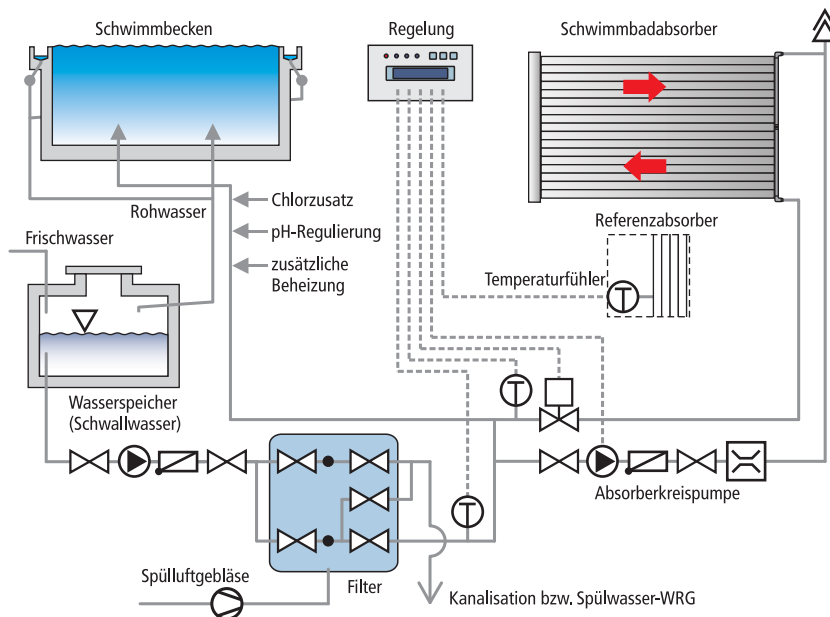 Schwimmbecken
Regelung
Schwimmbadabsorber
Rohwasser
Chlorzusatz
pH-Regulierung
zusätzliche
Beheizung
Frischwasser
Referenzabsorber
Temperaturfühler
T
T
T
Wasserspeicher
(Schwallwasser)
Absorberkreispumpe
Spülluftgebläse
Filter
Kanalisation bzw. Spülwasser-WRG